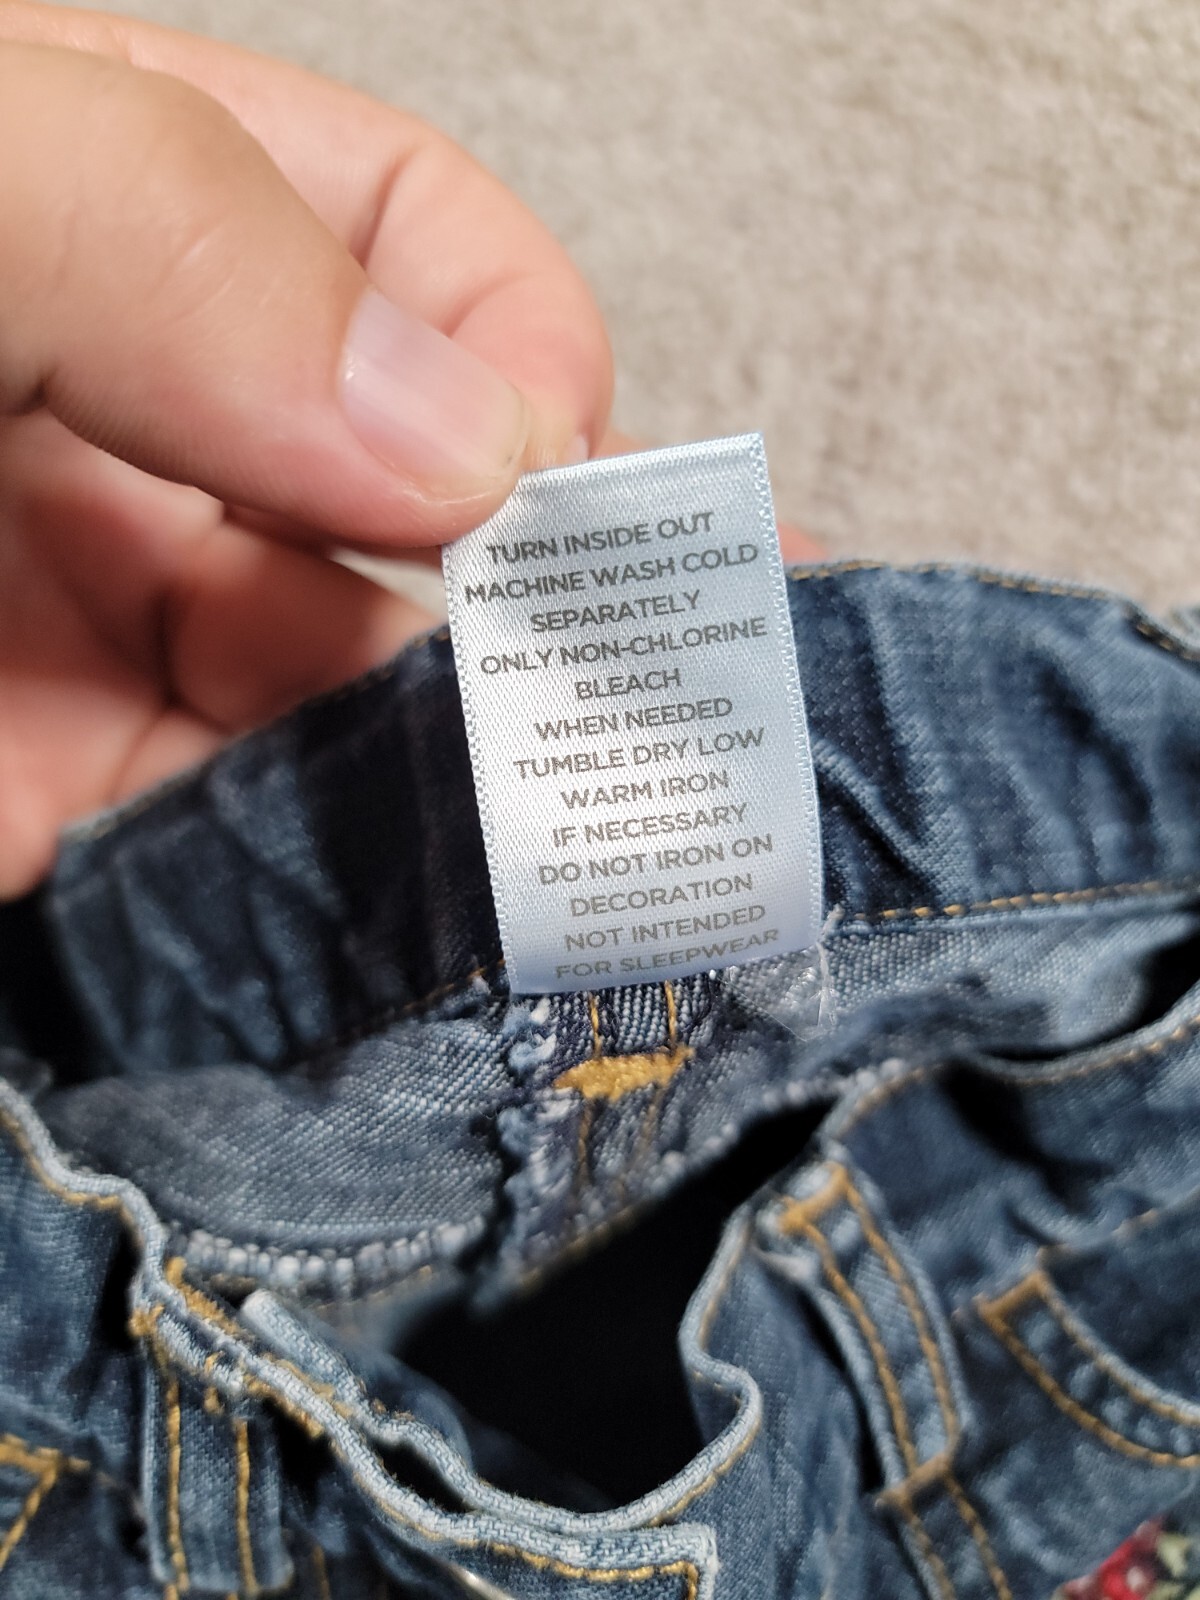 TURN INSIDE OUT
MACHINE WASH COLD
SEPARATELY
ONLY NON-CHLORINE
BLEACH
WHEN NEEDED
TUMBLE DRY LOW
WARM IRON
IF NECESSARY
DO NOT IRON ON
DECORATION
NOT INTENDED
FOR SLEEPWEAR